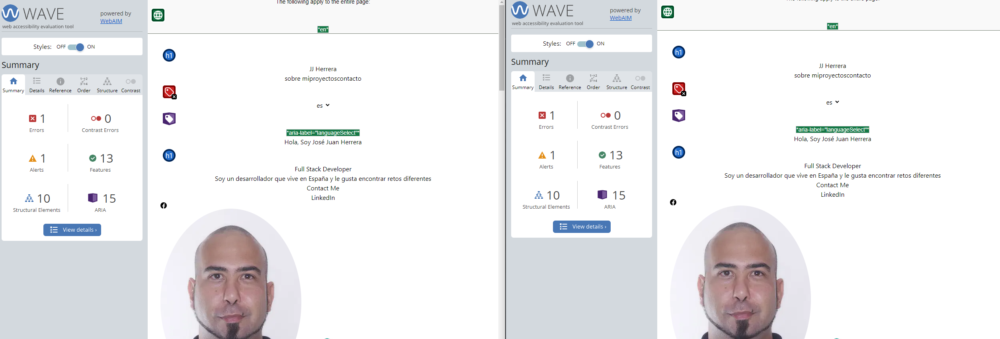 WAVE
powered by
WebAIM
web accessibility evaluation tool
Styles: OFF ON
Summary
Summary Details Reference Order Structure Contrast
1 0
Errors Contrast Errors
1 13
Alerts Features
10 15
Structural Elements ARIA
View details ›
The following apply to the entire page:
*en*
h1
JJ Herrera
sobre miproyectoscontacto
es
*aria-label="languageSelect"*
Hola, Soy José Juan Herrera
h1
Full Stack Developer
Soy un desarrollador que vive en España y le gusta encontrar retos diferentes
Contact Me
LinkedIn
WAVE
powered by
WebAIM
web accessibility evaluation tool
Styles: OFF ON
Summary
Summary Details Reference Order Structure Contrast
1 0
Errors Contrast Errors
1 13
Alerts Features
10 15
Structural Elements ARIA
View details ›
*en*
h1
JJ Herrera
sobre miproyectoscontacto
es
*aria-label="languageSelect"*
Hola, Soy José Juan Herrera
h1
Full Stack Developer
Soy un desarrollador que vive en España y le gusta encontrar retos diferentes
Contact Me
LinkedIn